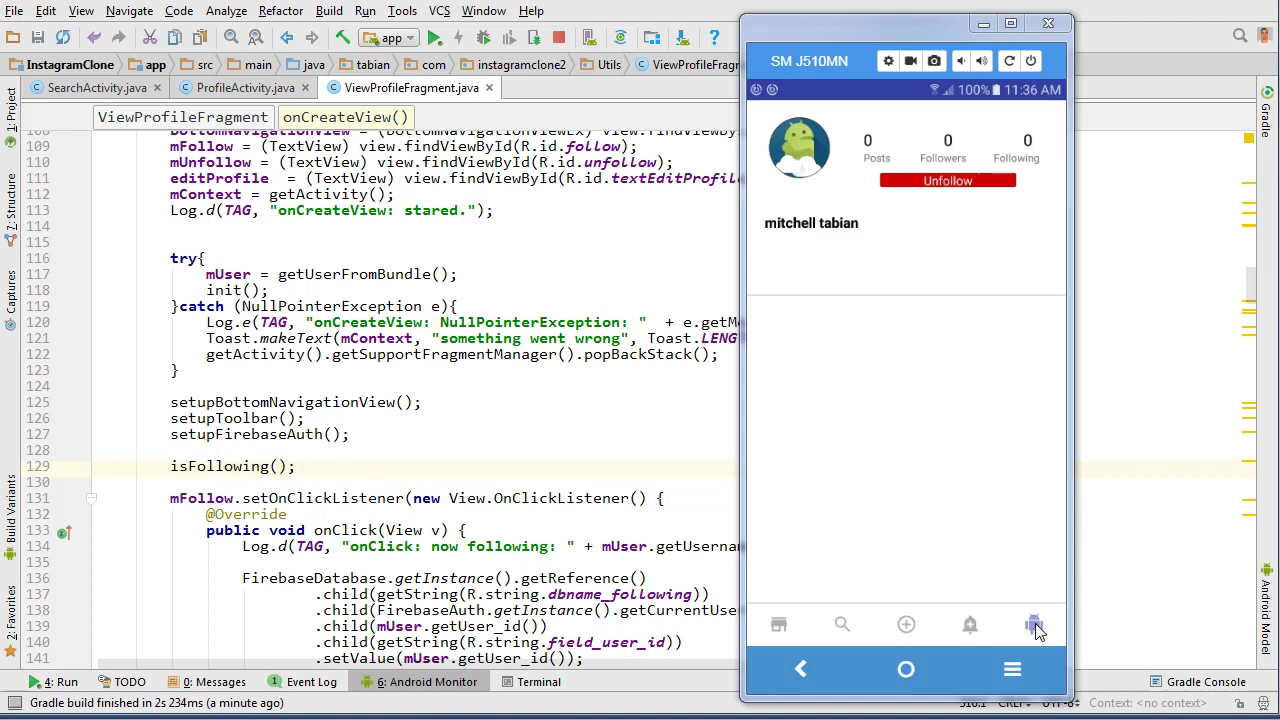 File Edit View Navigate Code Analyze Refactor Build Run Tools VCS Window Help
app
InstagramClone app src main java tabian com instagramclone2 Utils ViewProfileFragm
SearchActivity.java ProfileActivity.java ViewProfileFragment.java
ViewProfileFragment onCreateView()
108 bottomNavigationView = (BottomNavigationViewEx) view.findViewBy
109 mFollow = (TextView) view.findViewById(R.id.follow);
110 mUnfollow = (TextView) view.findViewById(R.id.unfollow);
111 editProfile = (TextView) view.findViewById(R.id.textEditProfile
112 mContext = getActivity();
113 Log.d(TAG, "onCreateView: stared.");
114
115
116 try{
117 mUser = getUserFromBundle();
118 init();
119 }catch (NullPointerException e){
120 Log.e(TAG, "onCreateView: NullPointerException: " + e.getMe
121 Toast.makeText(mContext, "something went wrong", Toast.LENG
122 getActivity().getSupportFragmentManager().popBackStack();
123 }
124
125 setupBottomNavigationView();
126 setupToolbar();
127 setupFirebaseAuth();
128
129 isFollowing();
130
131 mFollow.setOnClickListener(new View.OnClickListener() {
132 @Override
133 public void onClick(View v) {
134 Log.d(TAG, "onClick: now following: " + mUser.getUserna
135
136 FirebaseDatabase.getInstance().getReference()
137 .child(getString(R.string.dbname_following))
138 .child(FirebaseAuth.getInstance().getCurrentUse
139 .child(mUser.getUser_id())
140 .child(getString(R.string.field_user_id))
141 .setValue(mUser.getUser_id());
1: Project
7: Structure
Captures
Build Variants
2: Favorites
Gradle
Android Model
SM J510MN
100% 11:36 AM
0 0 0
Posts Followers Following
Unfollow
mitchell tabian
4: Run TODO 0: Messages Event Log 6: Android Monitor Terminal Gradle Console
1
Gradle build finished in 2s 234ms (a minute ago) Context: <no context>